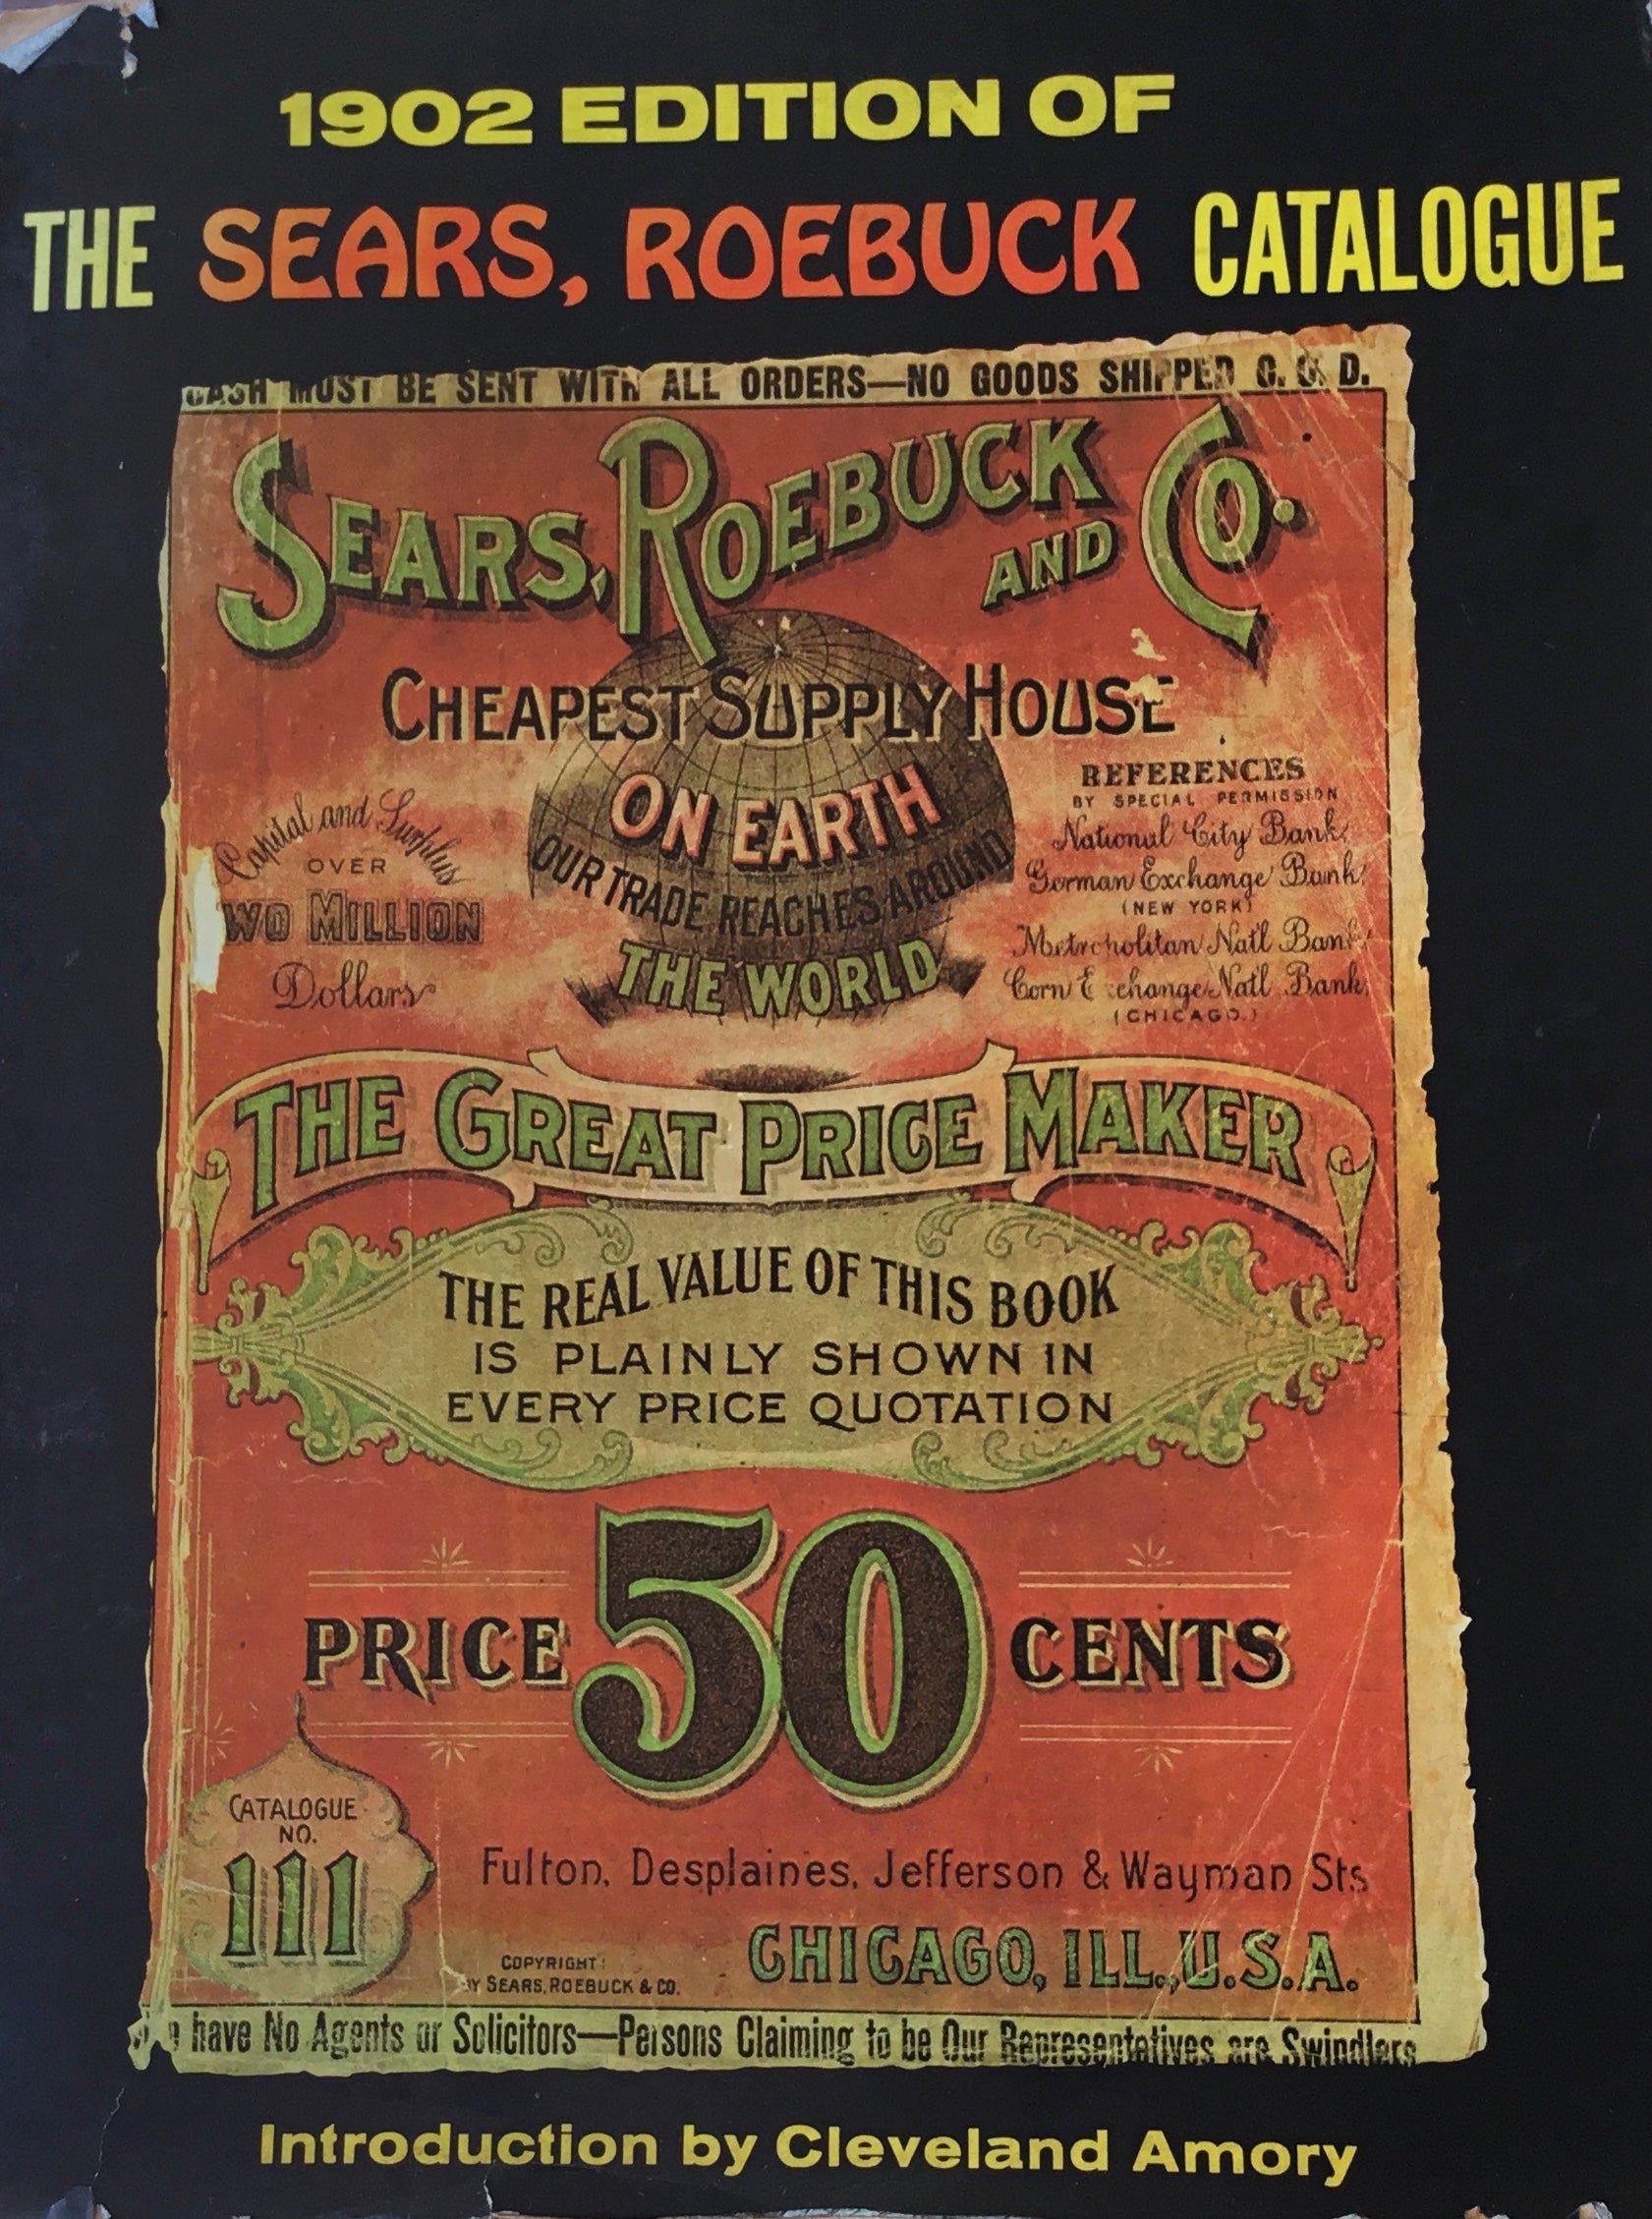 1902 EDITION OF
THE SEARS, ROEBUCK CATALOGUE
CASH MUST BE SENT WITH ALL ORDERS—NO GOODS SHIPPED C. O. D.
SEARS, ROEBUCK AND CO.
CHEAPEST SUPPLY HOUSE
ON EARTH
OUR TRADE REACHES AROUND
THE WORLD
Capital and Surplus
OVER
WO MILLION
Dollars
REFERENCES
BY SPECIAL PERMISSION
National City Bank,
German Exchange Bank,
(NEW YORK)
Metropolitan Nat'l Bank,
Corn Exchange Nat'l Bank,
(CHICAGO.)
THE GREAT PRICE MAKER
THE REAL VALUE OF THIS BOOK
IS PLAINLY SHOWN IN
EVERY PRICE QUOTATION
PRICE 50 CENTS
CATALOGUE
NO.
111
Fulton, Desplaines, Jefferson & Wayman Sts
CHICAGO, ILL., U.S.A.
COPYRIGHT
BY SEARS, ROEBUCK & CO.
have No Agents or Solicitors—Persons Claiming to be Our Representatives are Swindlers
Introduction by Cleveland Amory